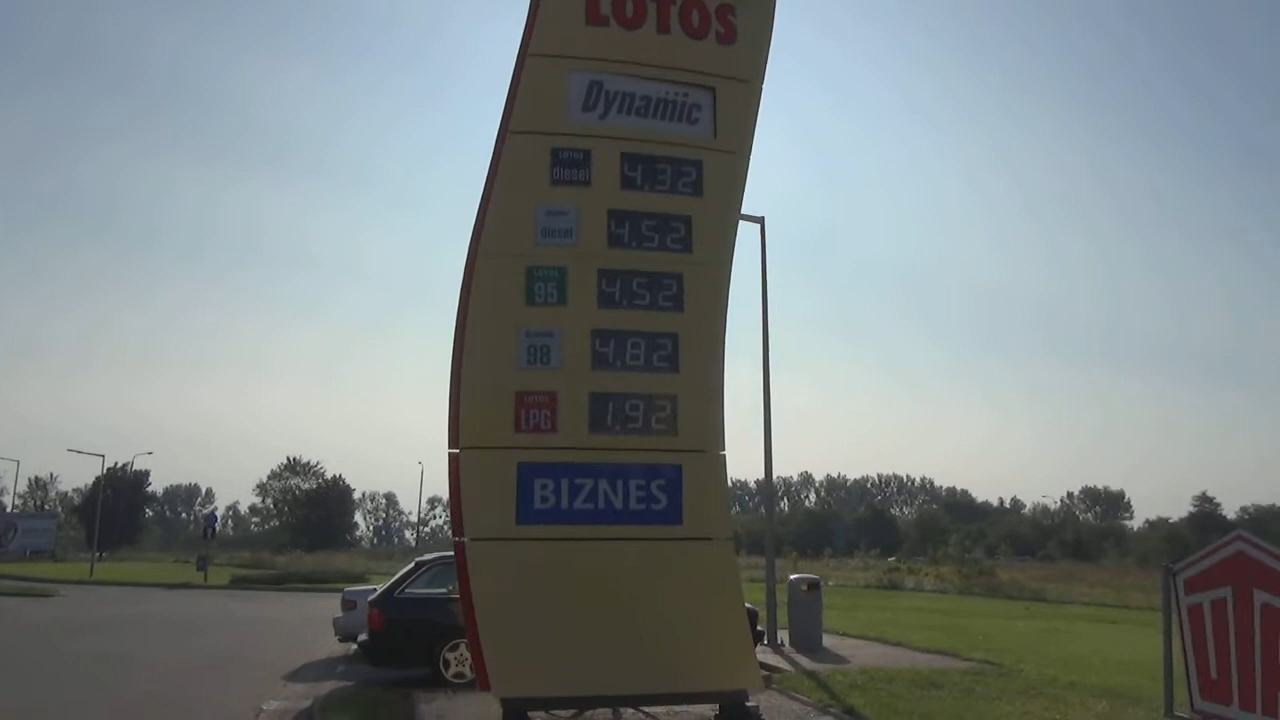 LOTOS
Dynamic
LOTOS
diesel
4,32
diesel
4,52
LOTOS
95
4,52
98
4,82
LOTOS
LPG
1,92
BIZNES